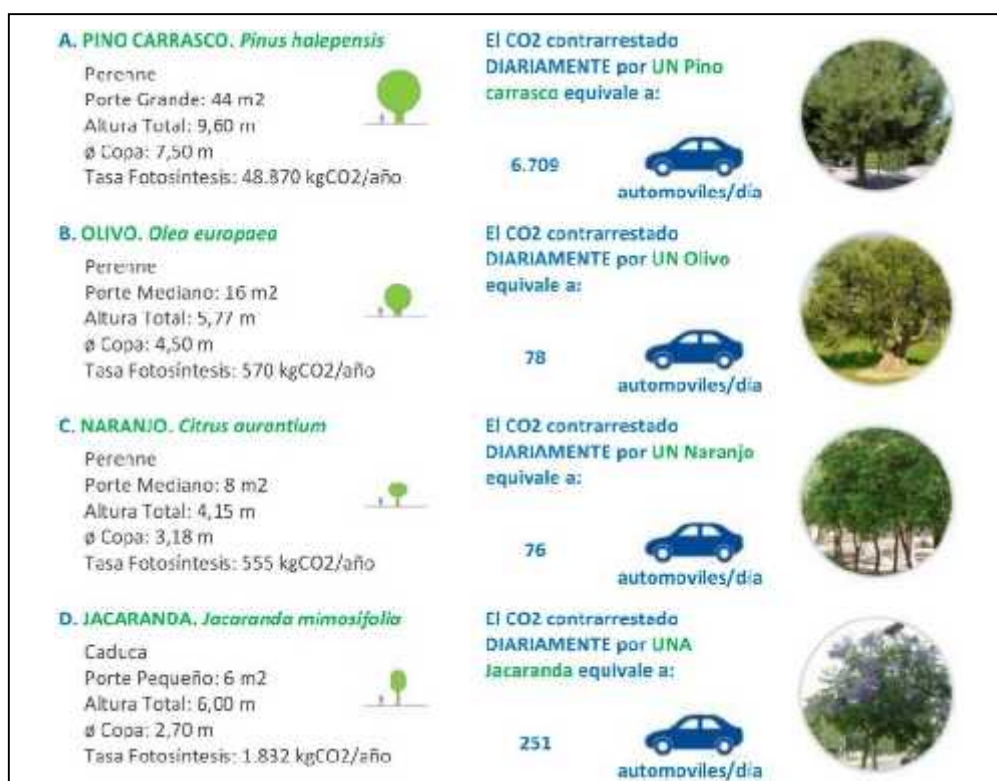 A. PINO CARRASCO. Pinus halepensis
Perenne
Porte Grande: 44 m2
Altura Total: 9,60 m
ø Copa: 7,50 m
Tasa Fotosíntesis: 48.870 kgCO2/año
El CO2 contrarrestado
DIARIAMENTE por UN Pino
carrasco equivale a:
6.709
automoviles/día
B. OLIVO. Olea europaea
Perenne
Porte Mediano: 16 m2
Altura Total: 5,77 m
ø Copa: 4,50 m
Tasa Fotosíntesis: 570 kgCO2/año
El CO2 contrarrestado
DIARIAMENTE por UN Olivo
equivale a:
78
automoviles/día
C. NARANJO. Citrus aurantium
Perenne
Porte Mediano: 8 m2
Altura Total: 4,15 m
ø Copa: 3,18 m
Tasa Fotosíntesis: 555 kgCO2/año
El CO2 contrarrestado
DIARIAMENTE por UN Naranjo
equivale a:
76
automoviles/día
D. JACARANDA. Jacaranda mimosifolia
Caduca
Porte Pequeño: 6 m2
Altura Total: 6,00 m
ø Copa: 2,70 m
Tasa Fotosíntesis: 1.832 kgCO2/año
El CO2 contrarrestado
DIARIAMENTE por UNA
Jacaranda equivale a:
251
automoviles/día